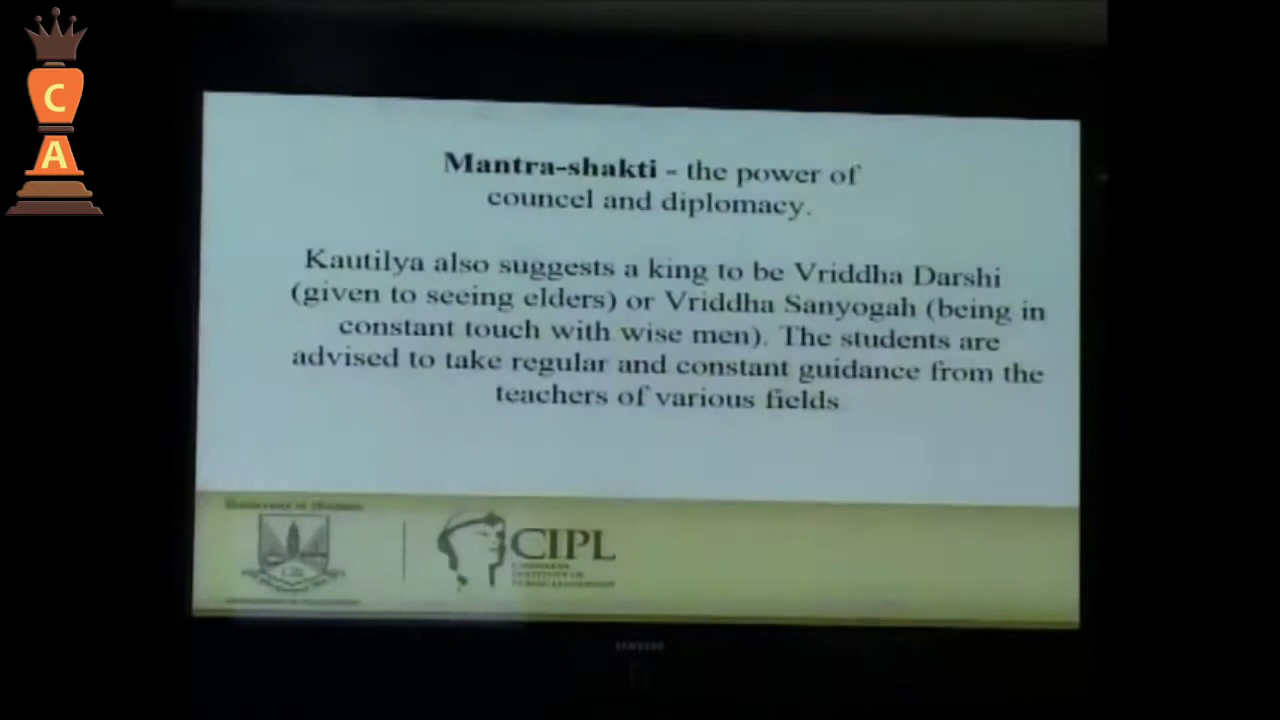 C
A
Mantra-shakti - the power of
councel and diplomacy.
Kautilya also suggests a king to be Vriddha Darshi
(given to seeing elders) or Vriddha Sanyogah (being in
constant touch with wise men). The students are
advised to take regular and constant guidance from the
teachers of various fields
CIPL
SAMSUNG